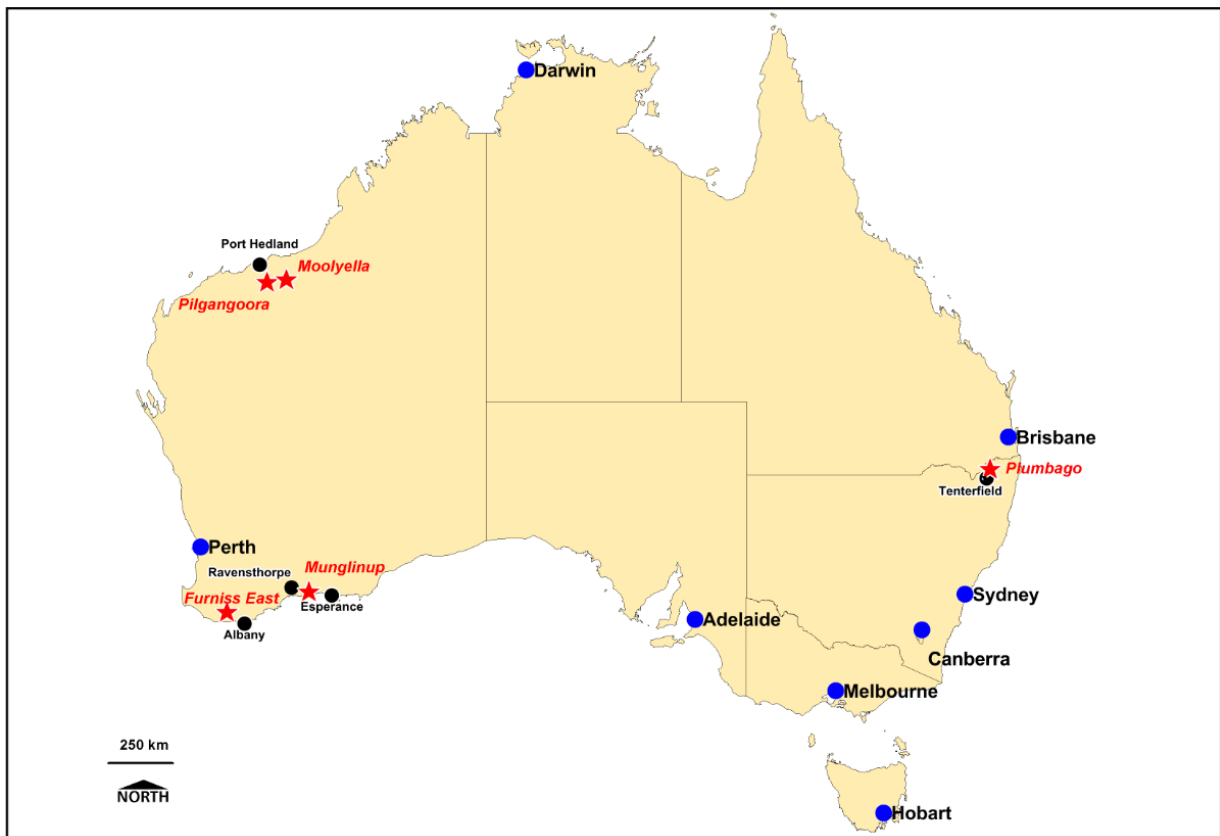 Darwin
Port Hedland
Moolyella
Pilgangoora
Brisbane
Plumbago
Tenterfield
Perth
Munglinup
Ravensthorpe
Furniss East
Esperance
Albany
Sydney
Adelaide
Canberra
Melbourne
250 km
NORTH
Hobart